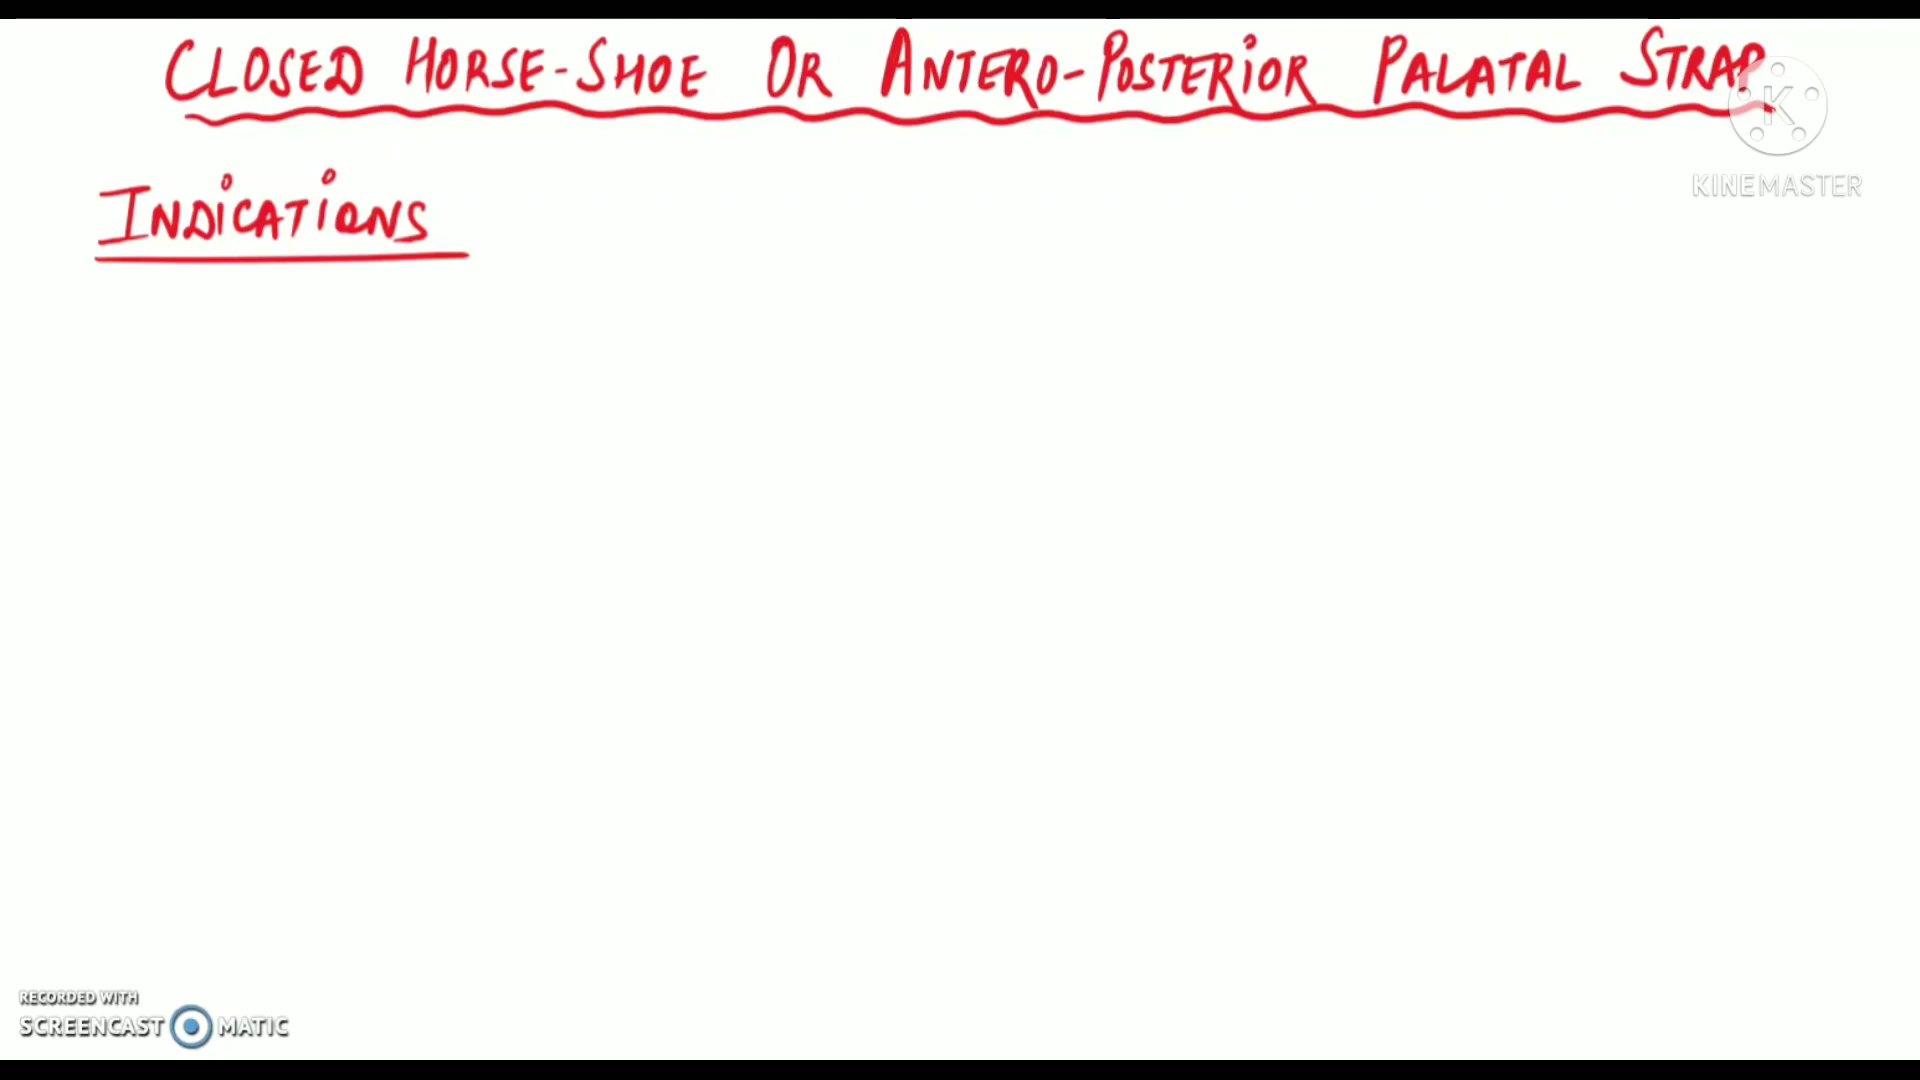 CLOSED HORSE-SHOE OR ANTERO-POSTERIOR PALATAL STRAP
K
KINEMASTER
INDICATIONS
RECORDED WITH
SCREENCAST MATIC